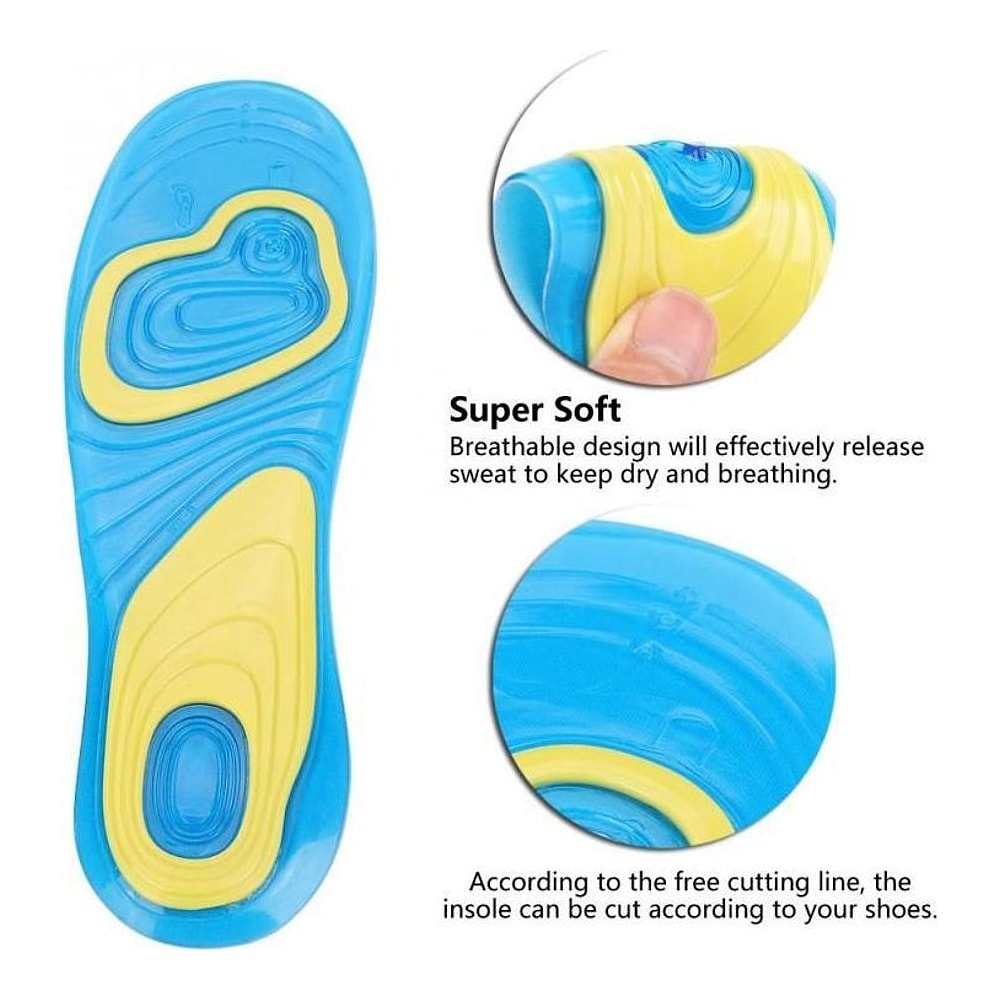 Super Soft
Breathable design will effectively release
sweat to keep dry and breathing.
According to the free cutting line, the
insole can be cut according to your shoes.